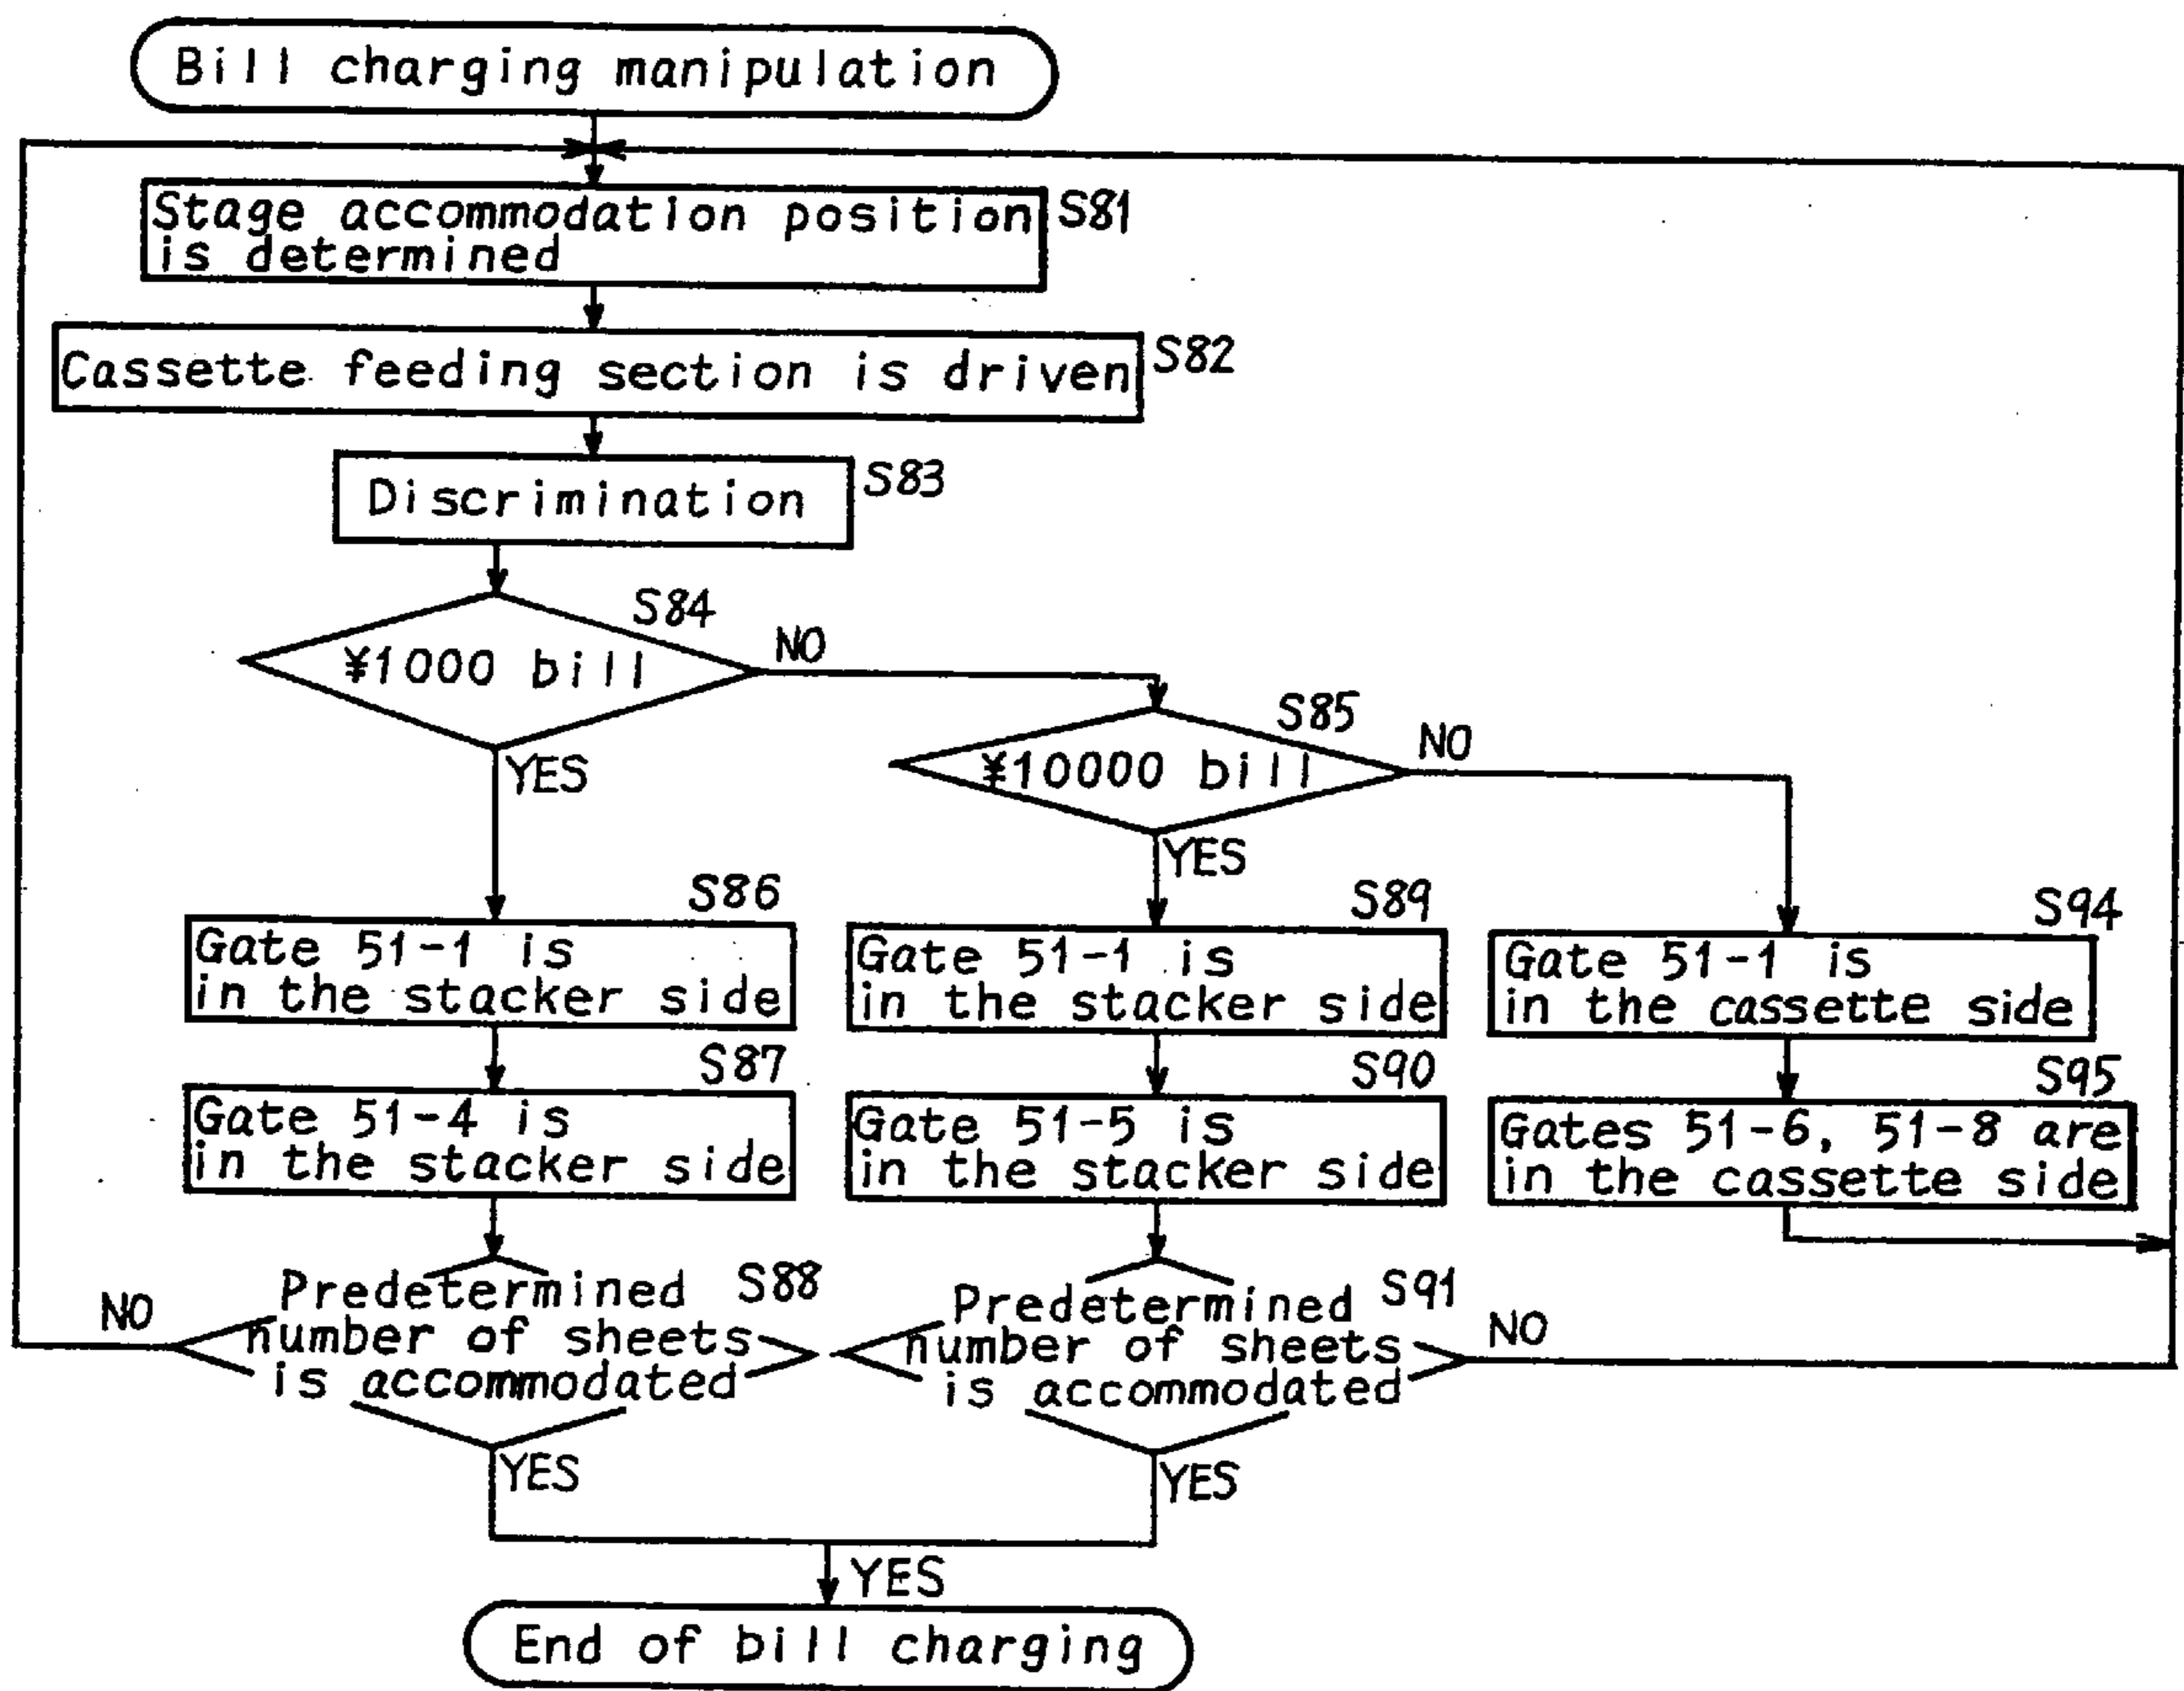 Bill charging manipulation
Stage accommodation position
is determined
S81
Cassette feeding section is driven
S82
Discrimination
S83
S84
¥1000 bill
NO
YES
S85
¥10000 bill
NO
YES
S86
Gate 51-1 is
in the stacker side
S89
Gate 51-1 is
in the stacker side
S94
Gate 51-1 is
in the cassette side
S87
Gate 51-4 is
in the stacker side
S90
Gate 51-5 is
in the stacker side
S95
Gates 51-6, 51-8 are
in the cassette side
S88
Predetermined
number of sheets
is accommodated
NO
YES
S91
Predetermined
number of sheets
is accommodated
NO
YES
YES
End of bill charging